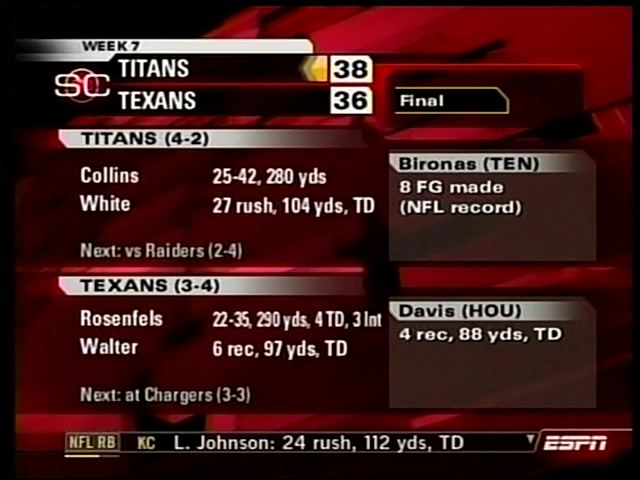 WEEK 7
SC
TITANS 38
TEXANS 36
Final
TITANS (4-2)
Collins 25-42, 280 yds
White 27 rush, 104 yds, TD
Next: vs Raiders (2-4)
Bironas (TEN)
8 FG made
(NFL record)
TEXANS (3-4)
Rosenfels 22-35, 290 yds, 4 TD, 3 Int
Walter 6 rec, 97 yds, TD
Next: at Chargers (3-3)
Davis (HOU)
4 rec, 88 yds, TD
NFL RB KC L. Johnson: 24 rush, 112 yds, TD
ESPN